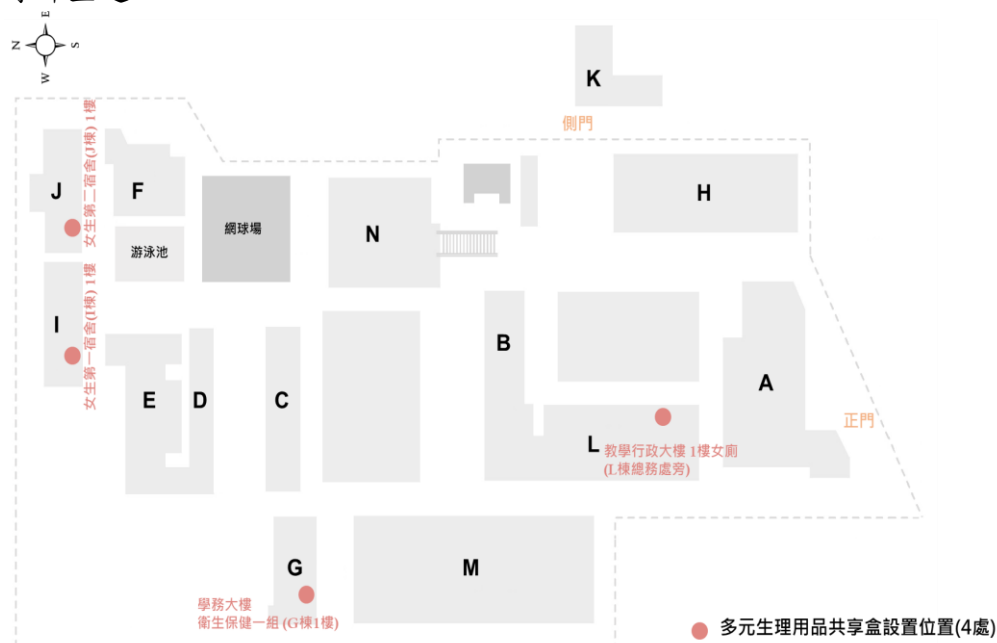 E
N
S
W
K
側門
女生第二宿舍(J棟) 1樓
J
F
H
網球場
N
游泳池
女生第一宿舍(I棟) 1樓
I
B
A
E
D
C
正門
L
教學行政大樓 1樓女廁
(L棟總務處旁)
G
M
學務大樓
衛生保健一組 (G棟1樓)
多元生理用品共享盒設置位置(4處)